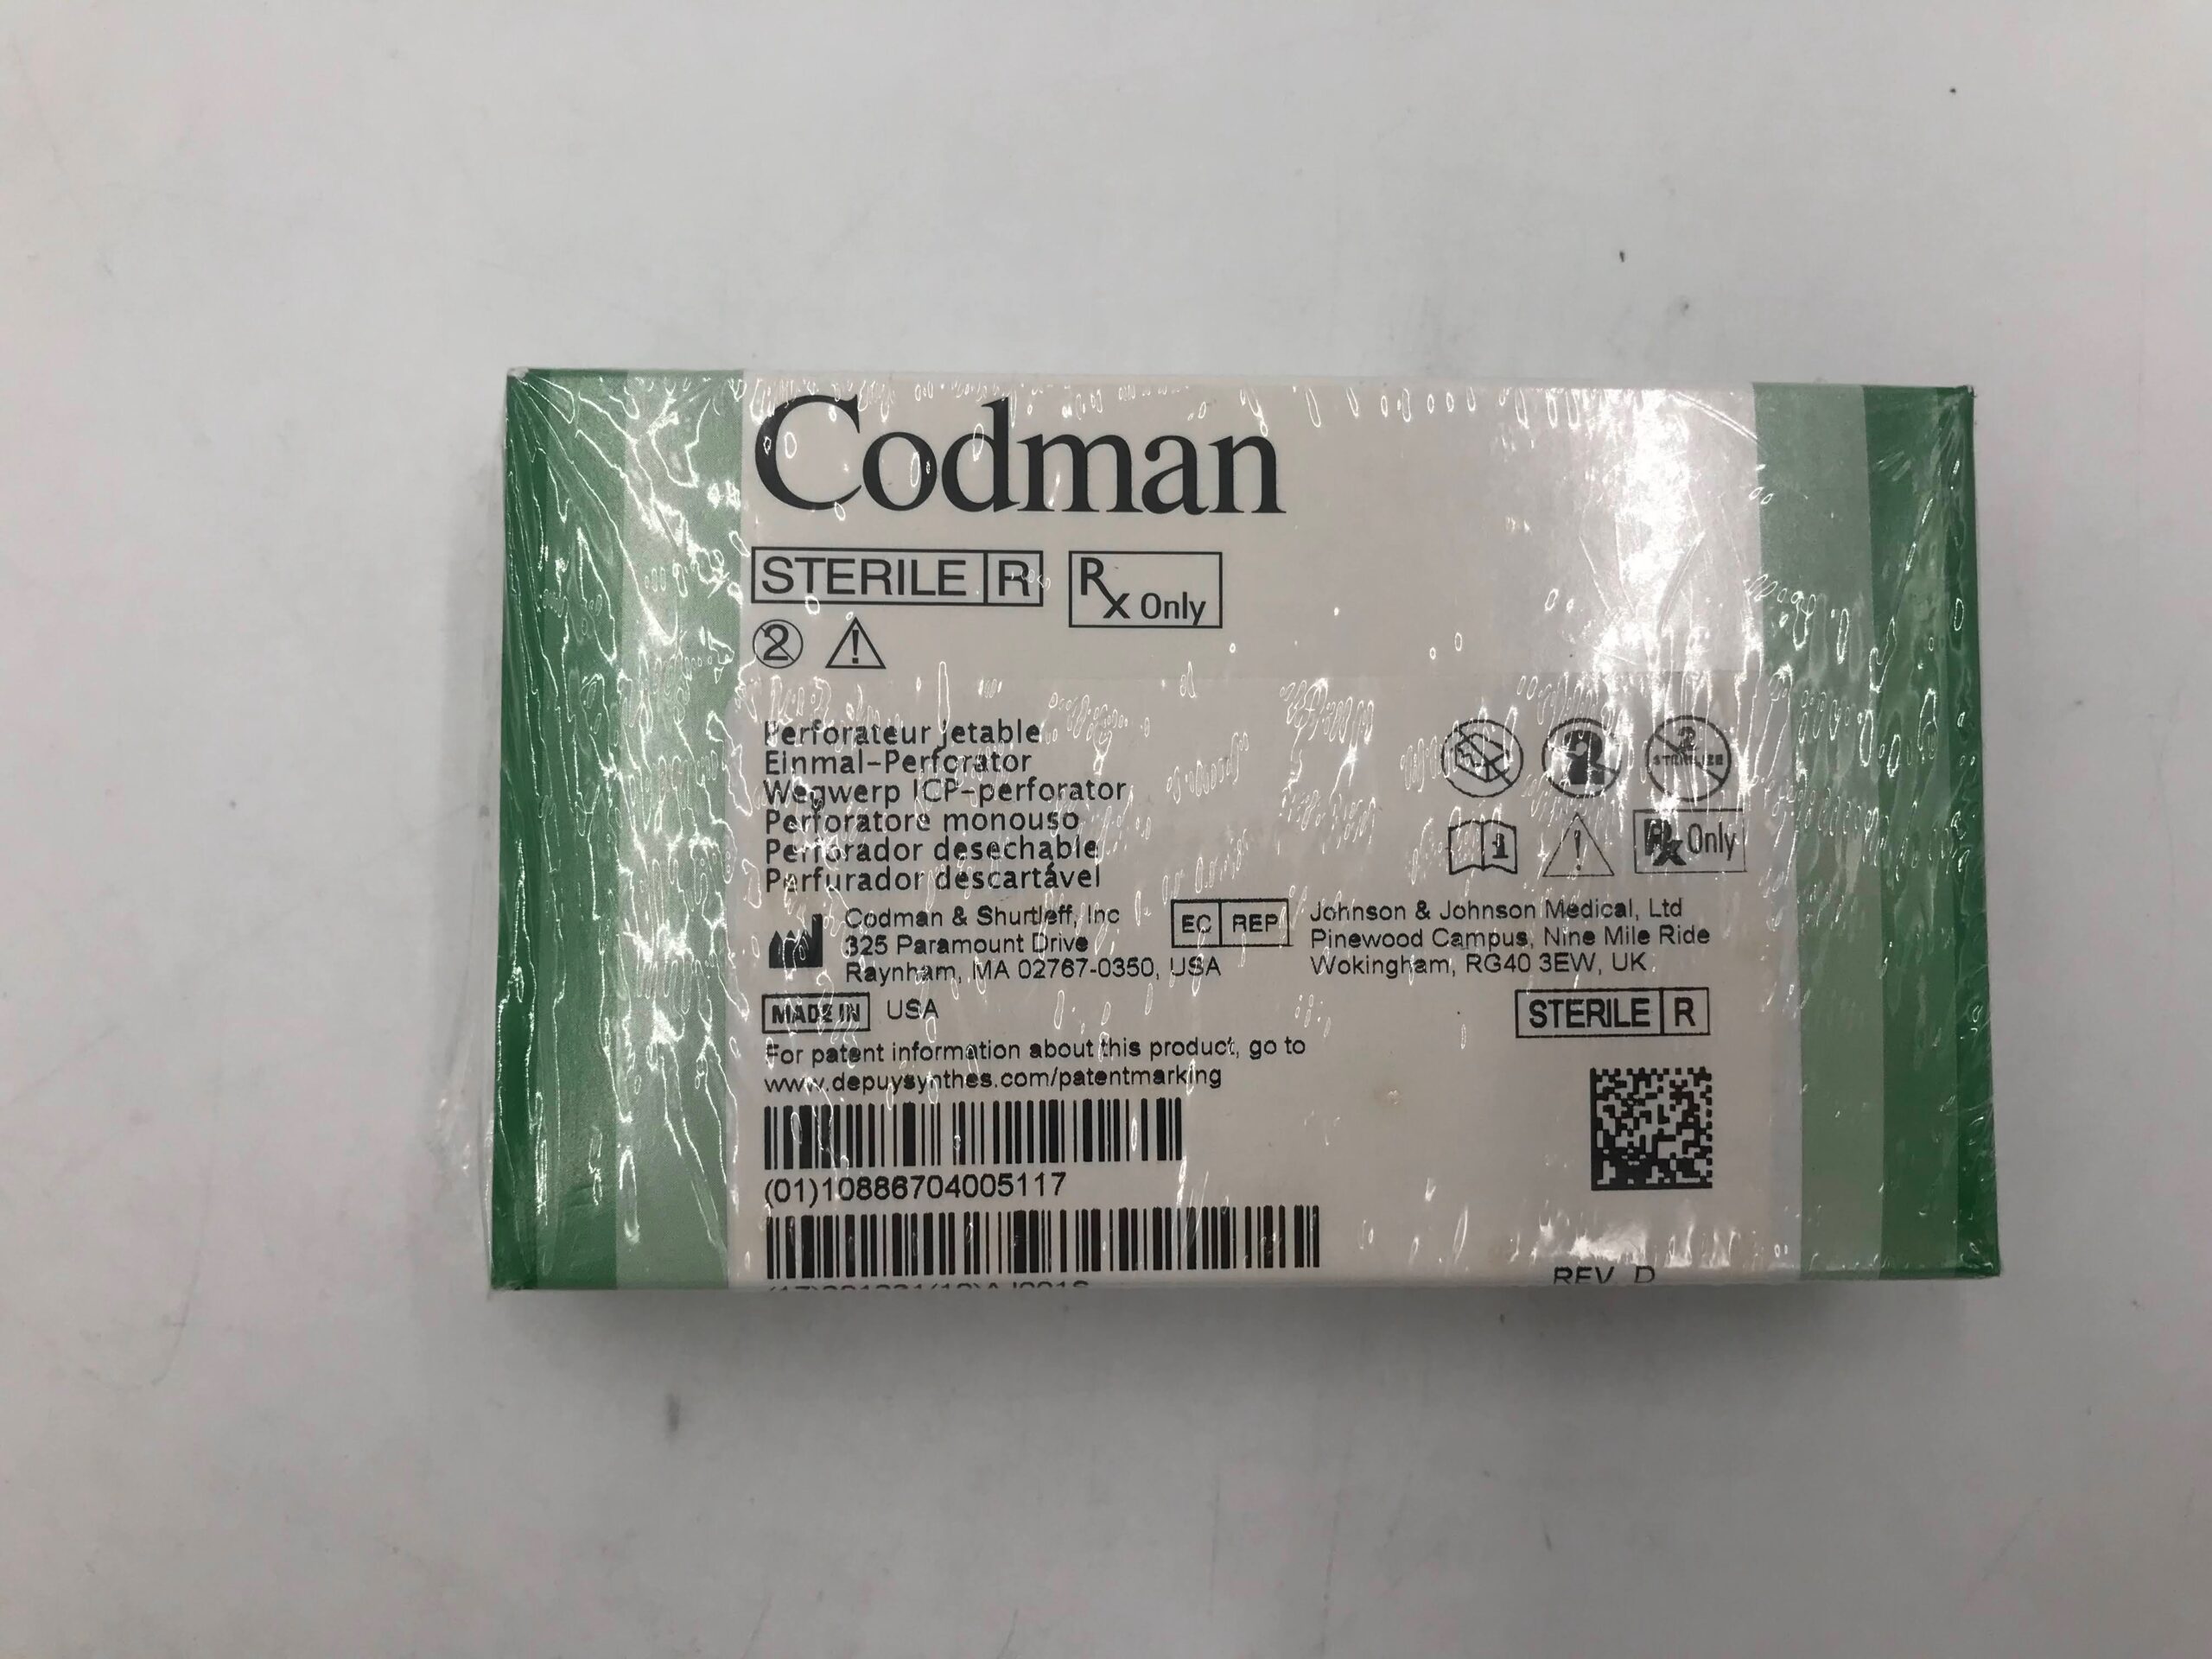 Codman
STERILE R
Rx Only
2
Perforateur jetable
Einmal-Perforator
Wegwerp ICP-perforator
Perforatore monouso
Perforador desechable
Perfurador descartável
2
STERILIZE
Rx Only
Codman & Shurtleff, Inc
325 Paramount Drive
Raynham, MA 02767-0350, USA
EC REP
Johnson & Johnson Medical, Ltd
Pinewood Campus, Nine Mile Ride
Wokingham, RG40 3EW, UK
MADE IN USA
STERILE R
For patent information about this product, go to
www.depuysynthes.com/patentmarking
(01)10886704005117
REV D